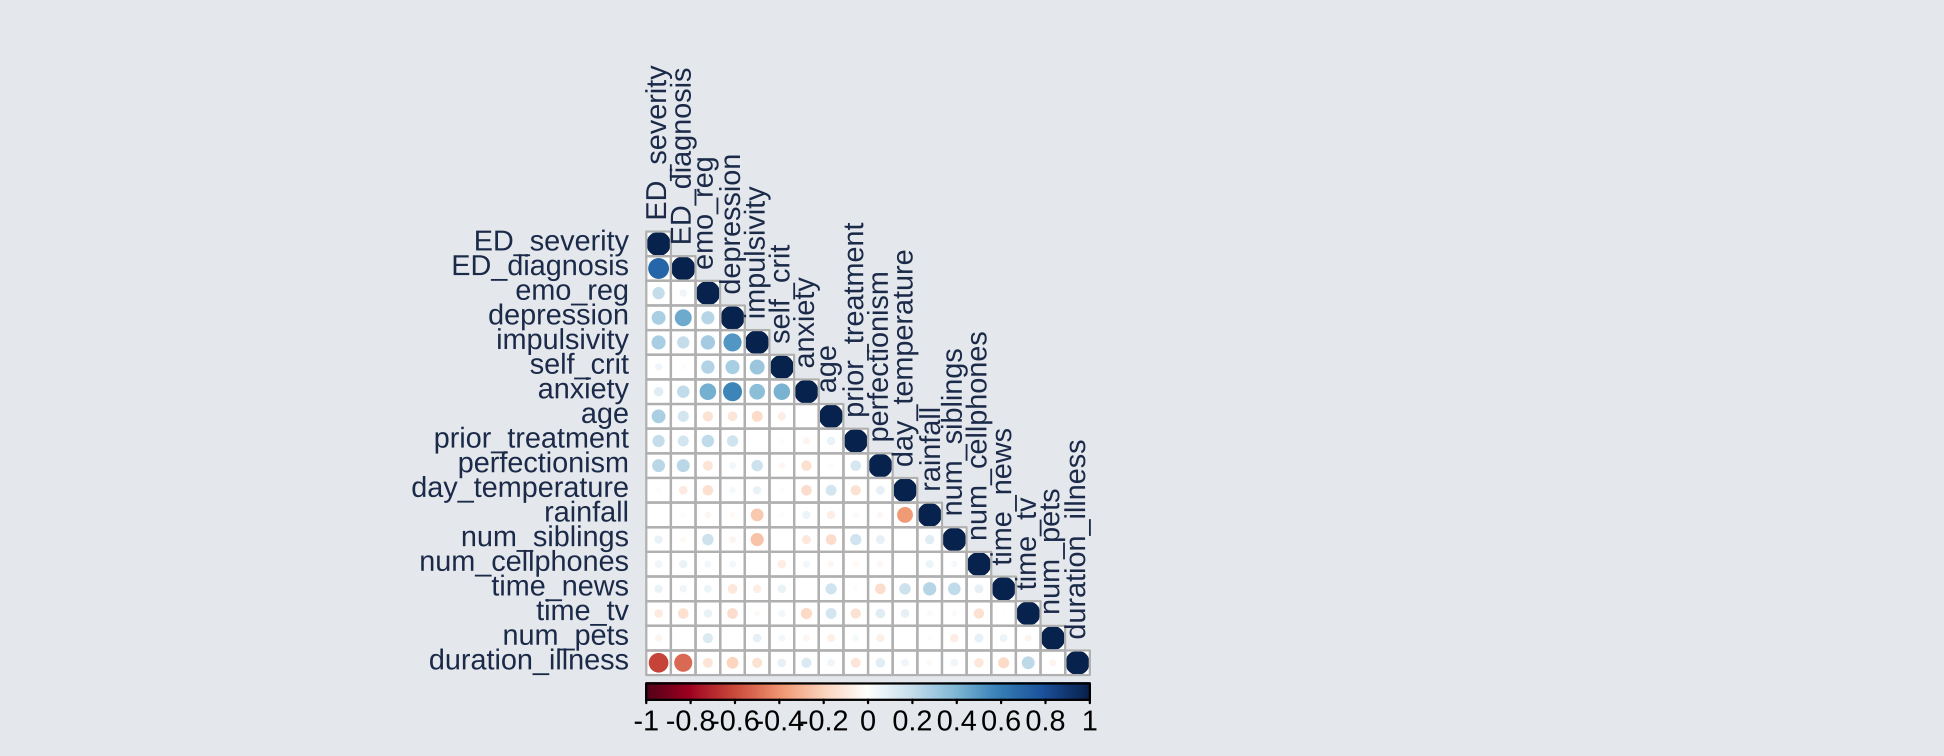 ED_severity
ED_diagnosis
emo_reg
depression
impulsivity
self_crit
anxiety
age
prior_treatment
perfectionism
day_temperature
rainfall
num_siblings
num_cellphones
time_news
time_tv
num_pets
duration_illness
ED_severity
ED_diagnosis
emo_reg
depression
impulsivity
self_crit
anxiety
age
prior_treatment
perfectionism
day_temperature
rainfall
num_siblings
num_cellphones
time_news
time_tv
num_pets
duration_illness
-1 -0.8 -0.6 -0.4 -0.2 0 0.2 0.4 0.6 0.8 1